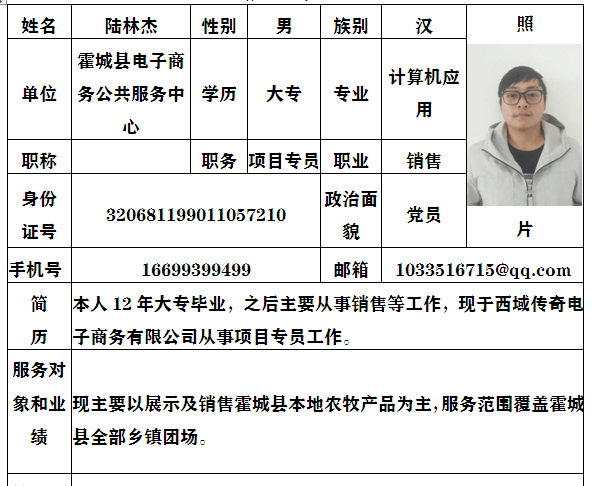 姓名 陆林杰 性别 男 族别 汉 照
单位 霍城县电子商务公共服务中心 学历 大专 专业 计算机应用
职称 职务 项目专员 职业 销售
身份证号 320681199011057210 政治面貌 党员 片
手机号 16699399499 邮箱 1033516715@qq.com
简历 本人12年大专毕业，之后主要从事销售等工作，现于西域传奇电
子商务有限公司从事项目专员工作。
服务对象和业绩 现主要以展示及销售霍城县本地农牧产品为主，服务范围覆盖霍城
县全部乡镇团场。